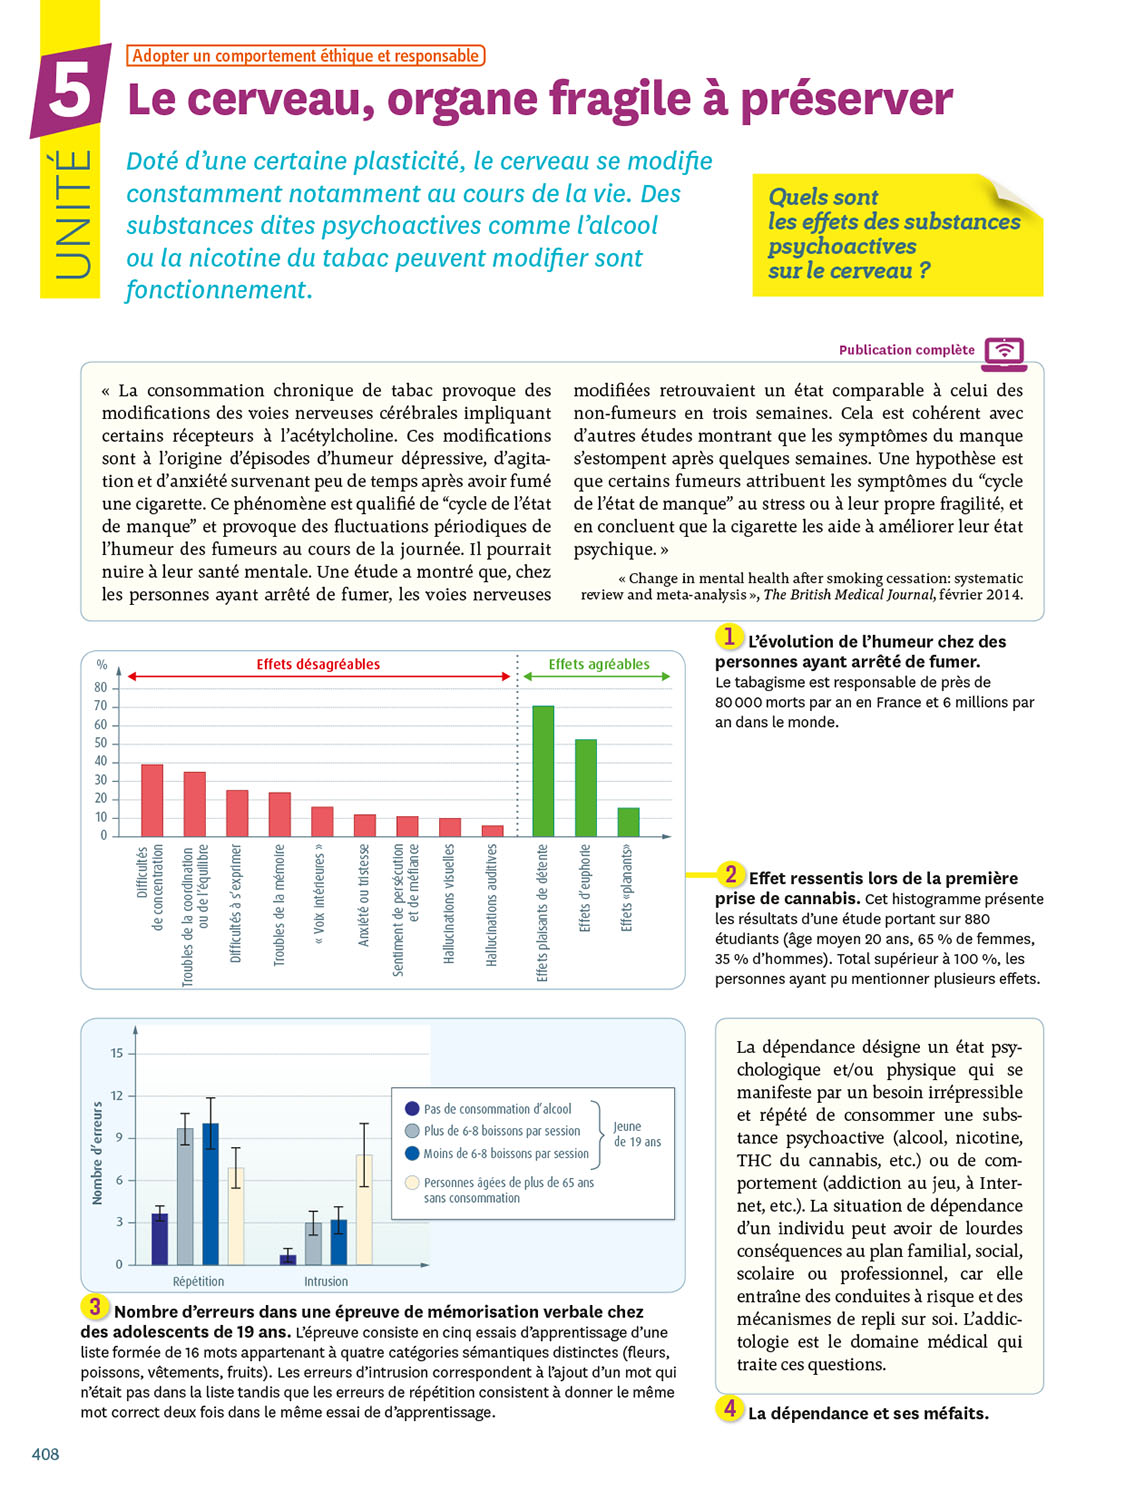 Adopter un comportement éthique et responsable
5
UNITÉ
Le cerveau, organe fragile à préserver
Doté d'une certaine plasticité, le cerveau se modifie
constamment notamment au cours de la vie. Des
substances dites psychoactives comme l'alcool
ou la nicotine du tabac peuvent modifier sont
fonctionnement.
Quels sont
les effets des substances
psychoactives
sur le cerveau ?
Publication complète
« La consommation chronique de tabac provoque des
modifications des voies nerveuses cérébrales impliquant
certains récepteurs à l'acétylcholine. Ces modifications
sont à l'origine d'épisodes d'humeur dépressive, d'agita-
tion et d'anxiété survenant peu de temps après avoir fumé
une cigarette. Ce phénomène est qualifié de “cycle de l'état
de manque” et provoque des fluctuations périodiques de
l'humeur des fumeurs au cours de la journée. Il pourrait
nuire à leur santé mentale. Une étude a montré que, chez
les personnes ayant arrêté de fumer, les voies nerveuses
modifiées retrouvaient un état comparable à celui des
non-fumeurs en trois semaines. Cela est cohérent avec
d'autres études montrant que les symptômes du manque
s'estompent après quelques semaines. Une hypothèse est
que certains fumeurs attribuent les symptômes du “cycle
de l'état de manque” au stress ou à leur propre fragilité, et
en concluent que la cigarette les aide à améliorer leur état
psychique. »
« Change in mental health after smoking cessation: systematic
review and meta-analysis », The British Medical Journal, février 2014.
1 L'évolution de l'humeur chez des
personnes ayant arrêté de fumer.
Le tabagisme est responsable de près de
80 000 morts par an en France et 6 millions par
an dans le monde.
%
Effets désagréables
Effets agréables
80
70
60
50
40
30
20
10
0
Difficultés
de concentration
Troubles de la coordination
ou de l'équilibre
Difficultés à s'exprimer
Troubles de la mémoire
« Voix intérieures »
Anxiété ou tristesse
Sentiment de persécution
et de méfiance
Hallucinations visuelles
Hallucinations auditives
Effets plaisants de détente
Effets d'euphorie
Effets «planants»
2 Effet ressentis lors de la première
prise de cannabis. Cet histogramme présente
les résultats d'une étude portant sur 880
étudiants (âge moyen 20 ans, 65 % de femmes,
35 % d'hommes). Total supérieur à 100 %, les
personnes ayant pu mentionner plusieurs effets.
Nombre d'erreurs
15
12
9
6
3
0
Répétition
Intrusion
Pas de consommation d'alcool
Plus de 6-8 boissons par session
Moins de 6-8 boissons par session
Jeune
de 19 ans
Personnes âgées de plus de 65 ans
sans consommation
3 Nombre d'erreurs dans une épreuve de mémorisation verbale chez
des adolescents de 19 ans. L'épreuve consiste en cinq essais d'apprentissage d'une
liste formée de 16 mots appartenant à quatre catégories sémantiques distinctes (fleurs,
poissons, vêtements, fruits). Les erreurs d'intrusion correspondent à l'ajout d'un mot qui
n'était pas dans la liste tandis que les erreurs de répétition consistent à donner le même
mot correct deux fois dans le même essai de d'apprentissage.
La dépendance désigne un état psy-
chologique et/ou physique qui se
manifeste par un besoin irrépressible
et répété de consommer une subs-
tance psychoactive (alcool, nicotine,
THC du cannabis, etc.) ou de com-
portement (addiction au jeu, à Inter-
net, etc.). La situation de dépendance
d'un individu peut avoir de lourdes
conséquences au plan familial, social,
scolaire ou professionnel, car elle
entraîne des conduites à risque et des
mécanismes de repli sur soi. L'addic-
tologie est le domaine médical qui
traite ces questions.
4 La dépendance et ses méfaits.
408